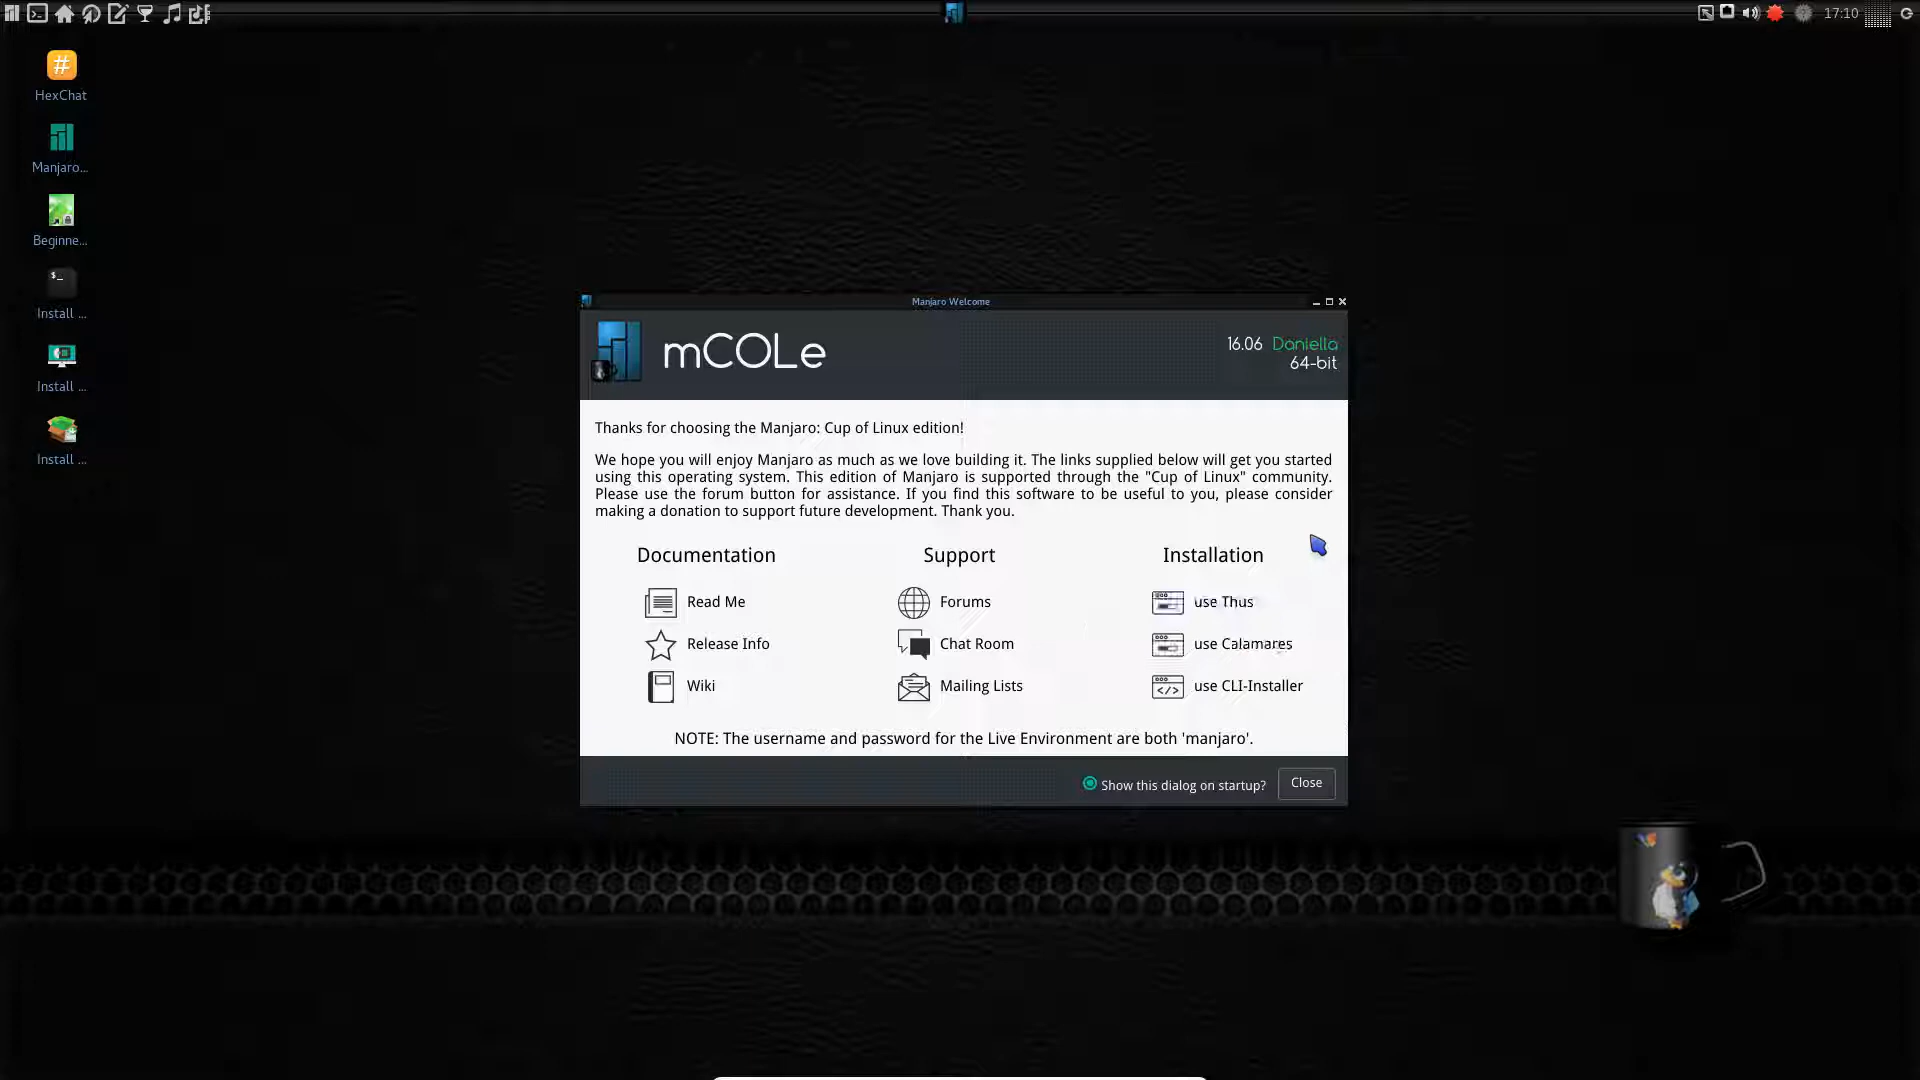 17:10
HexChat
Manjaro...
Beginne...
$_
Install ...
Install ...
Install ...
Manjaro Welcome
mCOLe
16.06 Daniella
64-bit
Thanks for choosing the Manjaro: Cup of Linux edition!
We hope you will enjoy Manjaro as much as we love building it. The links supplied below will get you started
using this operating system. This edition of Manjaro is supported through the "Cup of Linux" community.
Please use the forum button for assistance. If you find this software to be useful to you, please consider
making a donation to support future development. Thank you.
Documentation
Read Me
Release Info
Wiki
Support
Forums
Chat Room
Mailing Lists
Installation
use Thus
use Calamares
use CLI-Installer
NOTE: The username and password for the Live Environment are both 'manjaro'.
Show this dialog on startup?
Close